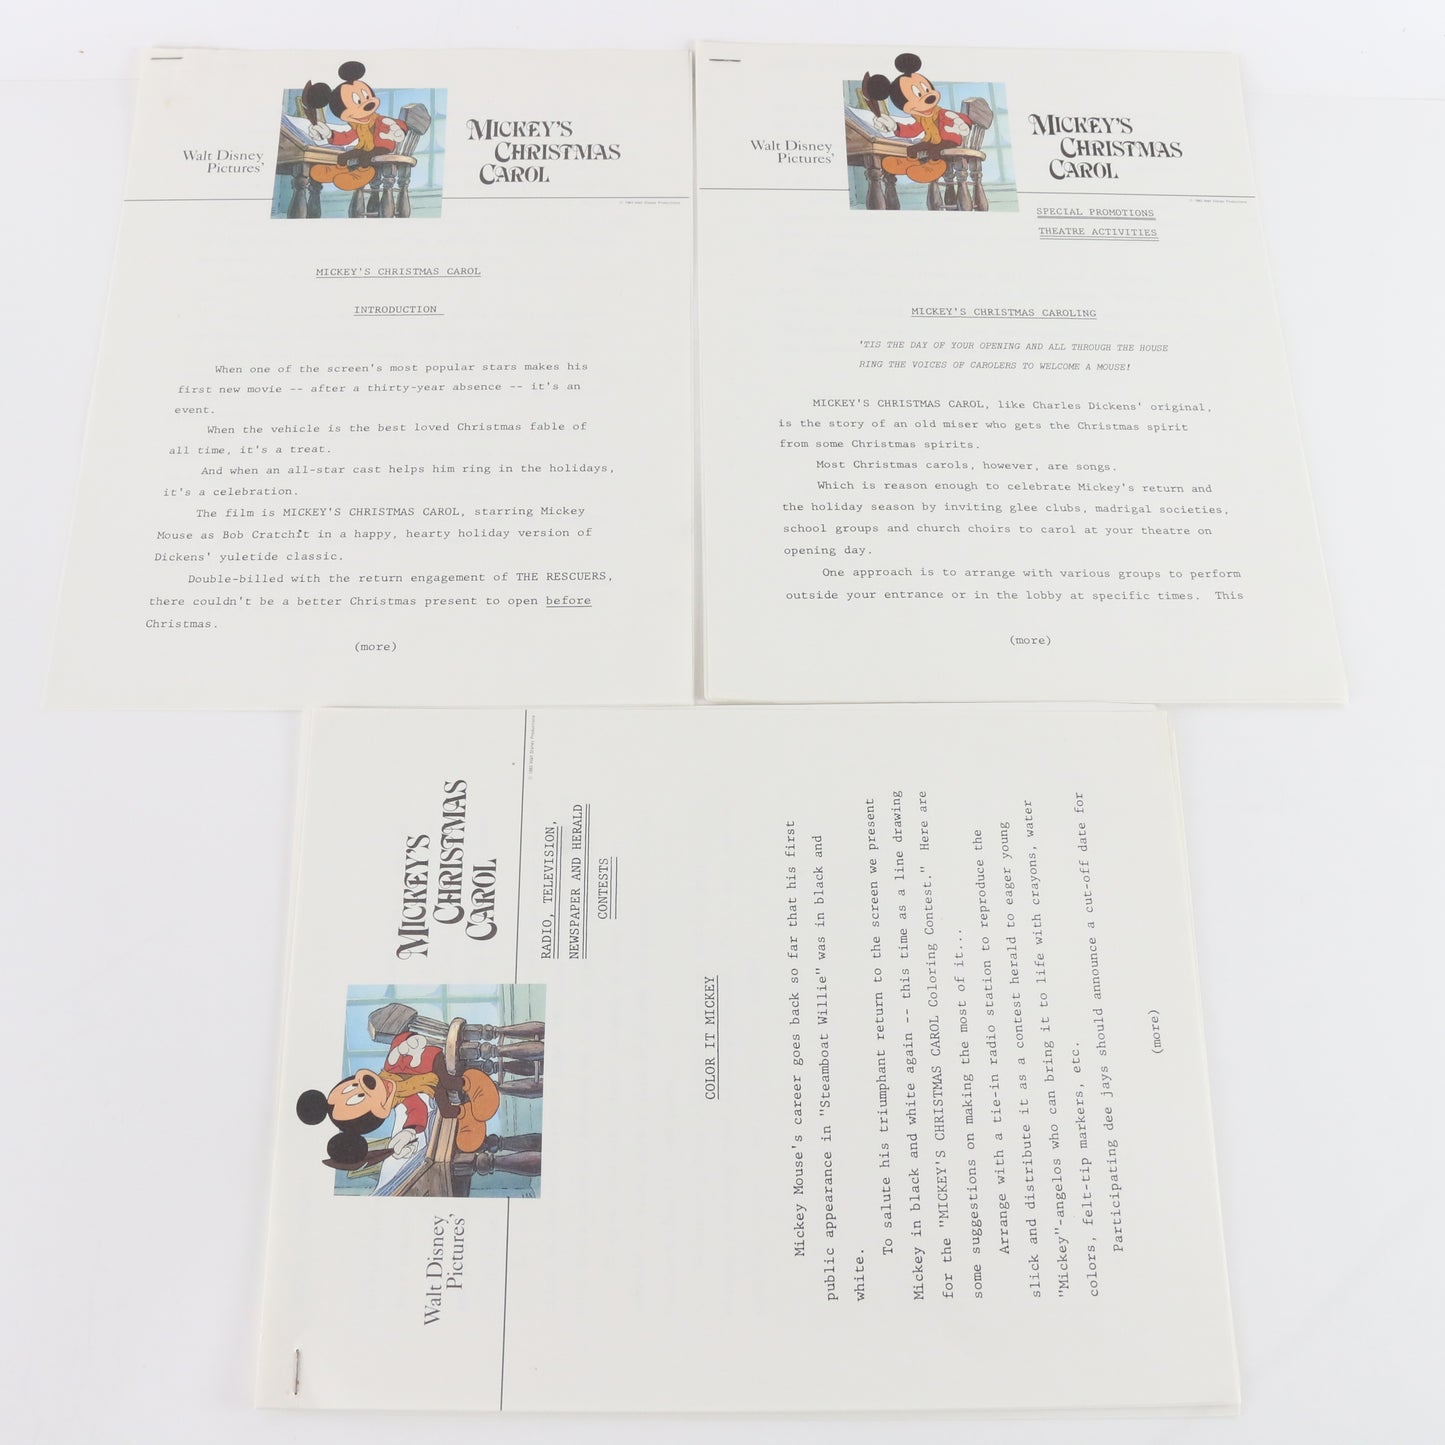 Walt Disney
Pictures'
MICKEY'S
CHRISTMAS
CAROL
© 1983 Walt Disney Productions
MICKEY'S CHRISTMAS CAROL
INTRODUCTION
When one of the screen's most popular stars makes his
first new movie -- after a thirty-year absence -- it's an
event.
When the vehicle is the best loved Christmas fable of
all time, it's a treat.
And when an all-star cast helps him ring in the holidays,
it's a celebration.
The film is MICKEY'S CHRISTMAS CAROL, starring Mickey
Mouse as Bob Cratchit in a happy, hearty holiday version of
Dickens' yuletide classic.
Double-billed with the return engagement of THE RESCUERS,
there couldn't be a better Christmas present to open before
Christmas.
(more)
Walt Disney
Pictures'
MICKEY'S
CHRISTMAS
CAROL
© 1983 Walt Disney Productions
SPECIAL PROMOTIONS
THEATRE ACTIVITIES
MICKEY'S CHRISTMAS CAROLING
'TIS THE DAY OF YOUR OPENING AND ALL THROUGH THE HOUSE
RING THE VOICES OF CAROLERS TO WELCOME A MOUSE!
MICKEY'S CHRISTMAS CAROL, like Charles Dickens' original,
is the story of an old miser who gets the Christmas spirit
from some Christmas spirits.
Most Christmas carols, however, are songs.
Which is reason enough to celebrate Mickey's return and
the holiday season by inviting glee clubs, madrigal societies,
school groups and church choirs to carol at your theatre on
opening day.
One approach is to arrange with various groups to perform
outside your entrance or in the lobby at specific times. This
(more)
Walt Disney
Pictures'
MICKEY'S
CHRISTMAS
CAROL
© 1983 Walt Disney Productions
RADIO, TELEVISION,
NEWSPAPER AND HERALD
CONTESTS
COLOR IT MICKEY
Mickey Mouse's career goes back so far that his first
public appearance in "Steamboat Willie" was in black and
white.
To salute his triumphant return to the screen we present
Mickey in black and white again -- this time as a line drawing
for the "MICKEY'S CHRISTMAS CAROL Coloring Contest." Here are
some suggestions on making the most of it...
Arrange with a tie-in radio station to reproduce the
slick and distribute it as a contest herald to eager young
"Mickey"-angelos who can bring it to life with crayons, water
colors, felt-tip markers, etc.
Participating dee jays should announce a cut-off date for
(more)